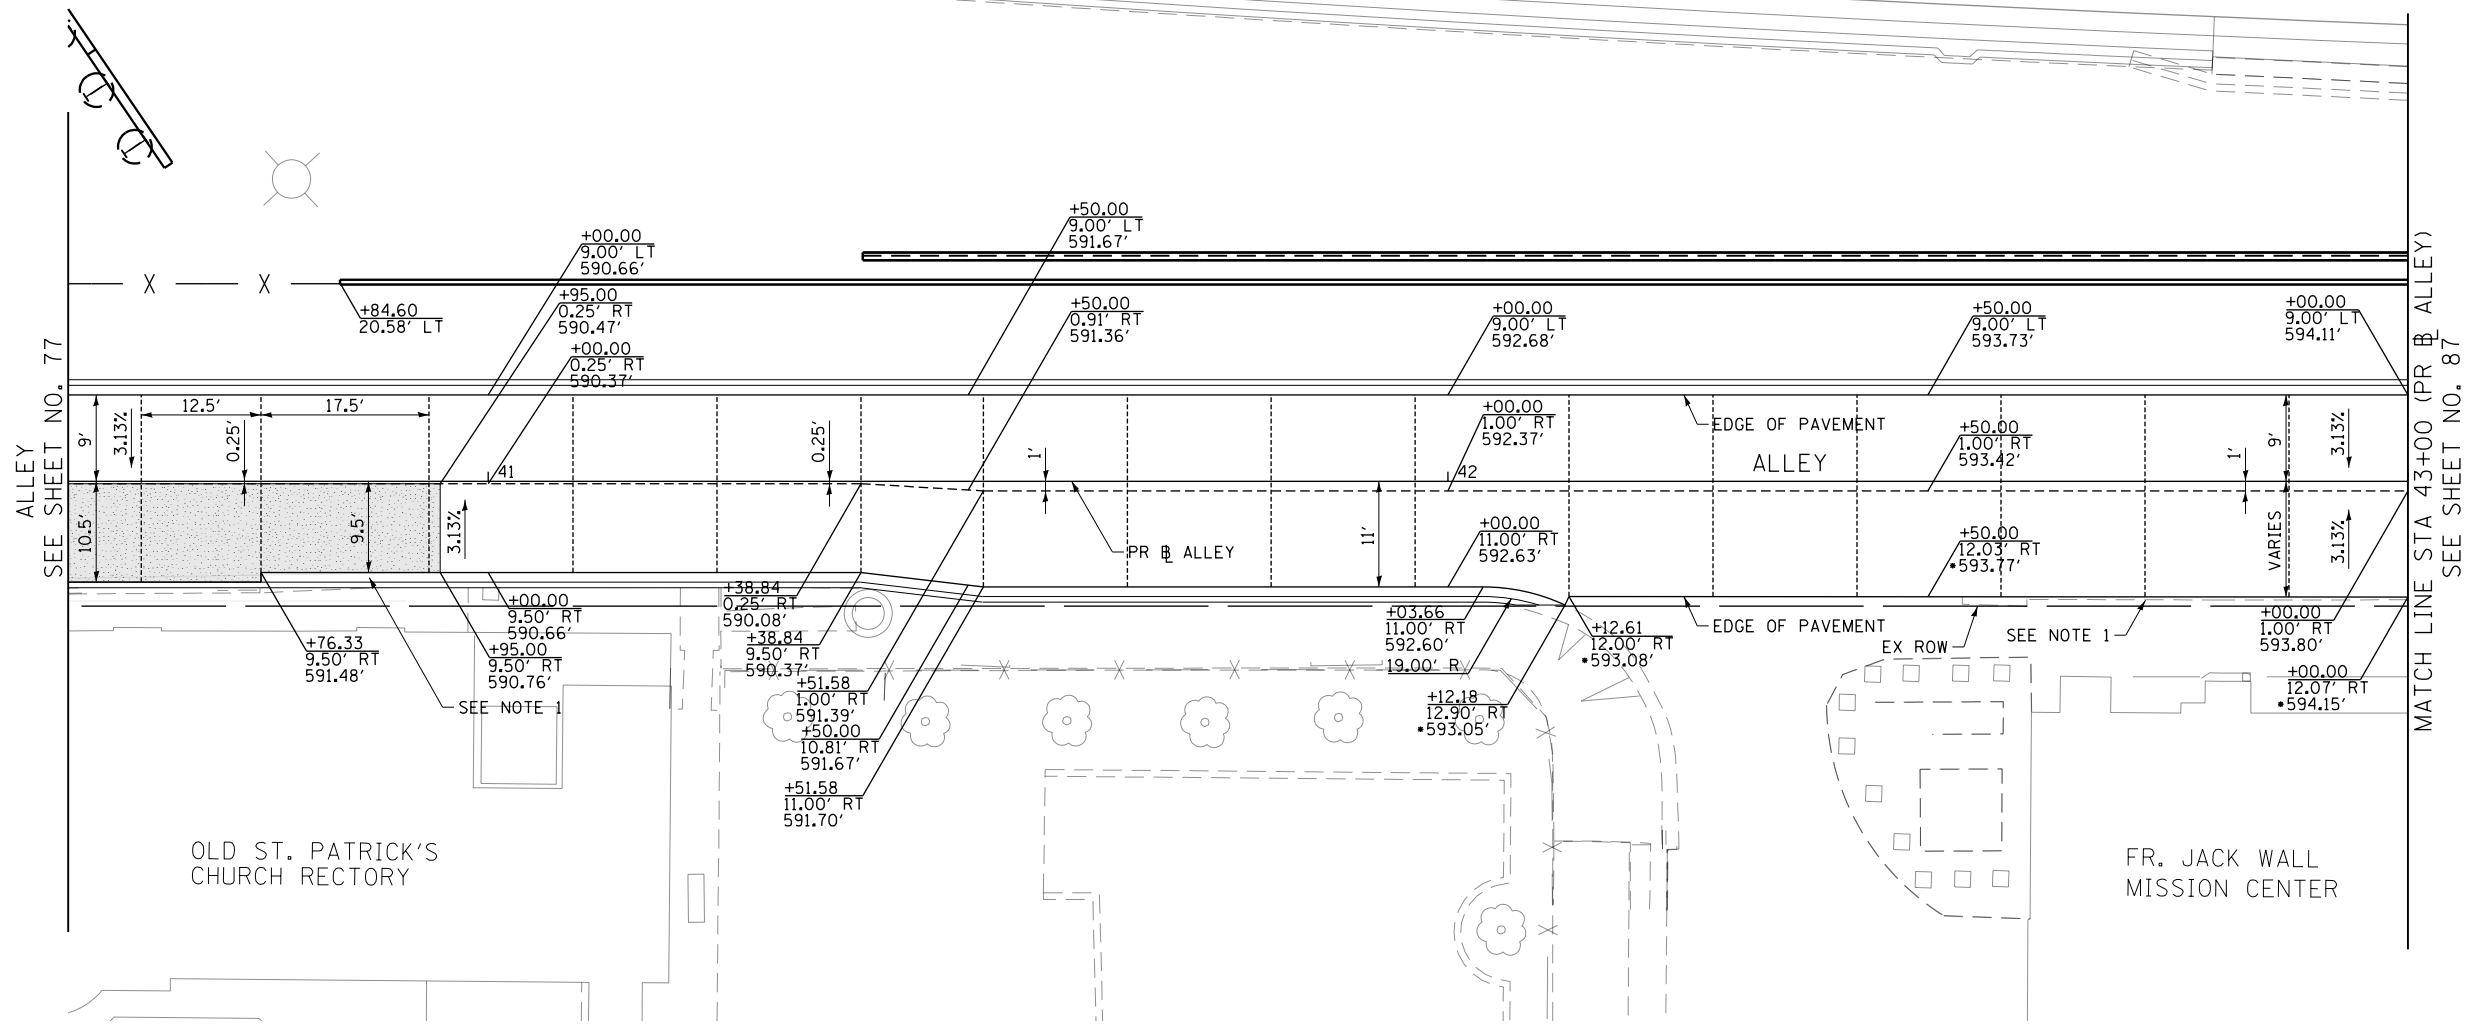 +50.00
9.00' LT
591.67'
+00.00
9.00' LT
590.66'
+84.60
20.58' LT
+95.00
0.25' RT
590.47'
+00.00
0.25' RT
590.37'
+50.00
0.91' RT
591.36'
+00.00
9.00' LT
592.68'
+50.00
9.00' LT
593.73'
+00.00
9.00' LT
594.11'
ALLEY
SEE SHEET NO. 77
9'
3.13%
12.5'
17.5'
0.25'
0.25'
1'
+00.00
1.00' RT
592.37'
EDGE OF PAVEMENT
ALLEY
+50.00
1.00' RT
593.42'
1'
9'
3.13%
41
42
10.5'
9.5'
3.13%
PR BL ALLEY
11'
+00.00
11.00' RT
592.63'
+50.00
12.03' RT
*593.77'
VARIES
3.13%
MATCH LINE STA 43+00 (PR BL ALLEY)
SEE SHEET NO. 87
+76.33
9.50' RT
591.48'
+00.00
9.50' RT
590.66'
+95.00
9.50' RT
590.76'
SEE NOTE 1
+38.84
0.25' RT
590.08'
+38.84
9.50' RT
590.37'
+51.58
1.00' RT
591.39'
+50.00
10.81' RT
591.67'
+51.58
11.00' RT
591.70'
+03.66
11.00' RT
592.60'
19.00' R
+12.18
12.90' RT
*593.05'
+12.61
12.00' RT
*593.08'
EDGE OF PAVEMENT
EX ROW
SEE NOTE 1
+00.00
1.00' RT
593.80'
+00.00
12.07' RT
*594.15'
OLD ST. PATRICK'S
CHURCH RECTORY
FR. JACK WALL
MISSION CENTER